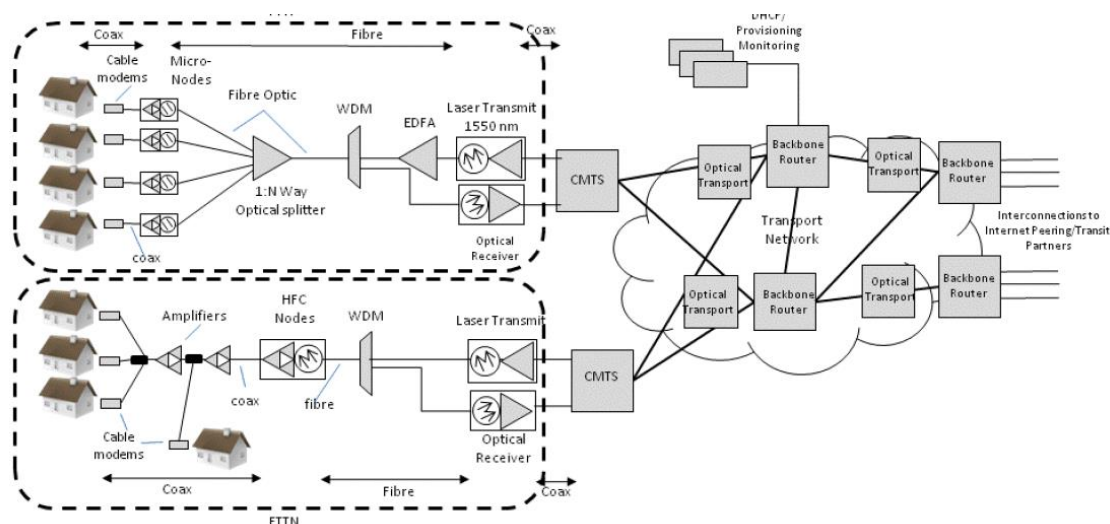 Coax
Fibre
Coax
Cable
modems
Micro-
Nodes
Fibre Optic
WDM
EDFA
Laser Transmit
1550 nm
1:N Way
Optical splitter
coax
Optical
Receiver
CMTS
DHCP/
Provisioning
Monitoring
Optical
Transport
Backbone
Router
Optical
Transport
Backbone
Router
Transport
Network
Interconnections to
Internet Peering/Transit
Partners
Optical
Transport
Backbone
Router
Optical
Transport
Backbone
Router
Amplifiers
HFC
Nodes
WDM
Laser Transmit
coax
fibre
CMTS
Cable
modems
Optical
Receiver
Coax
Fibre
Coax
FTTN